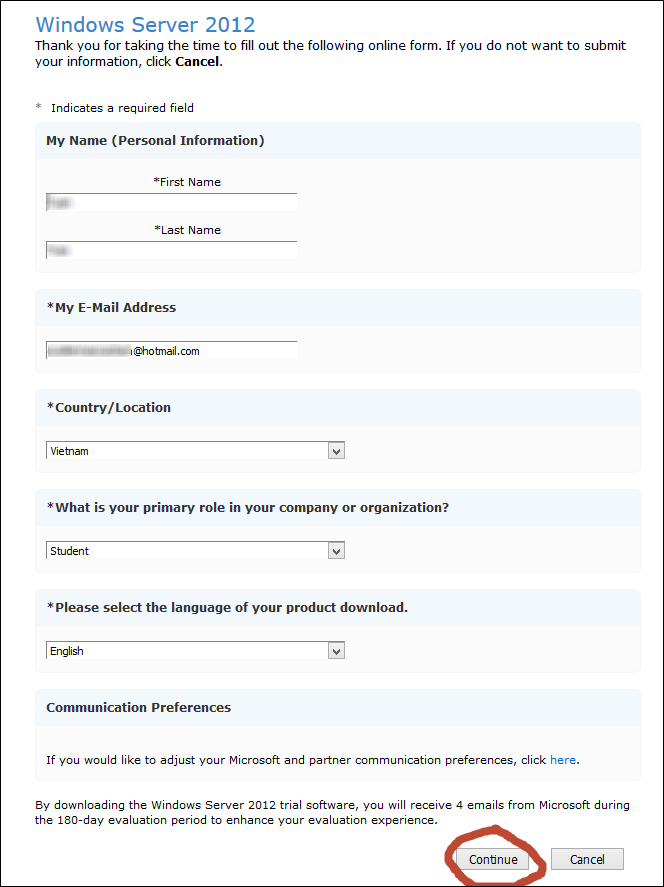 Windows Server 2012
Thank you for taking the time to fill out the following online form. If you do not want to submit
your information, click Cancel.
* Indicates a required field
My Name (Personal Information)
*First Name
*Last Name
*My E-Mail Address
@hotmail.com
*Country/Location
Vietnam
*What is your primary role in your company or organization?
Student
*Please select the language of your product download.
English
Communication Preferences
If you would like to adjust your Microsoft and partner communication preferences, click here.
By downloading the Windows Server 2012 trial software, you will receive 4 emails from Microsoft during
the 180-day evaluation period to enhance your evaluation experience.
Continue Cancel